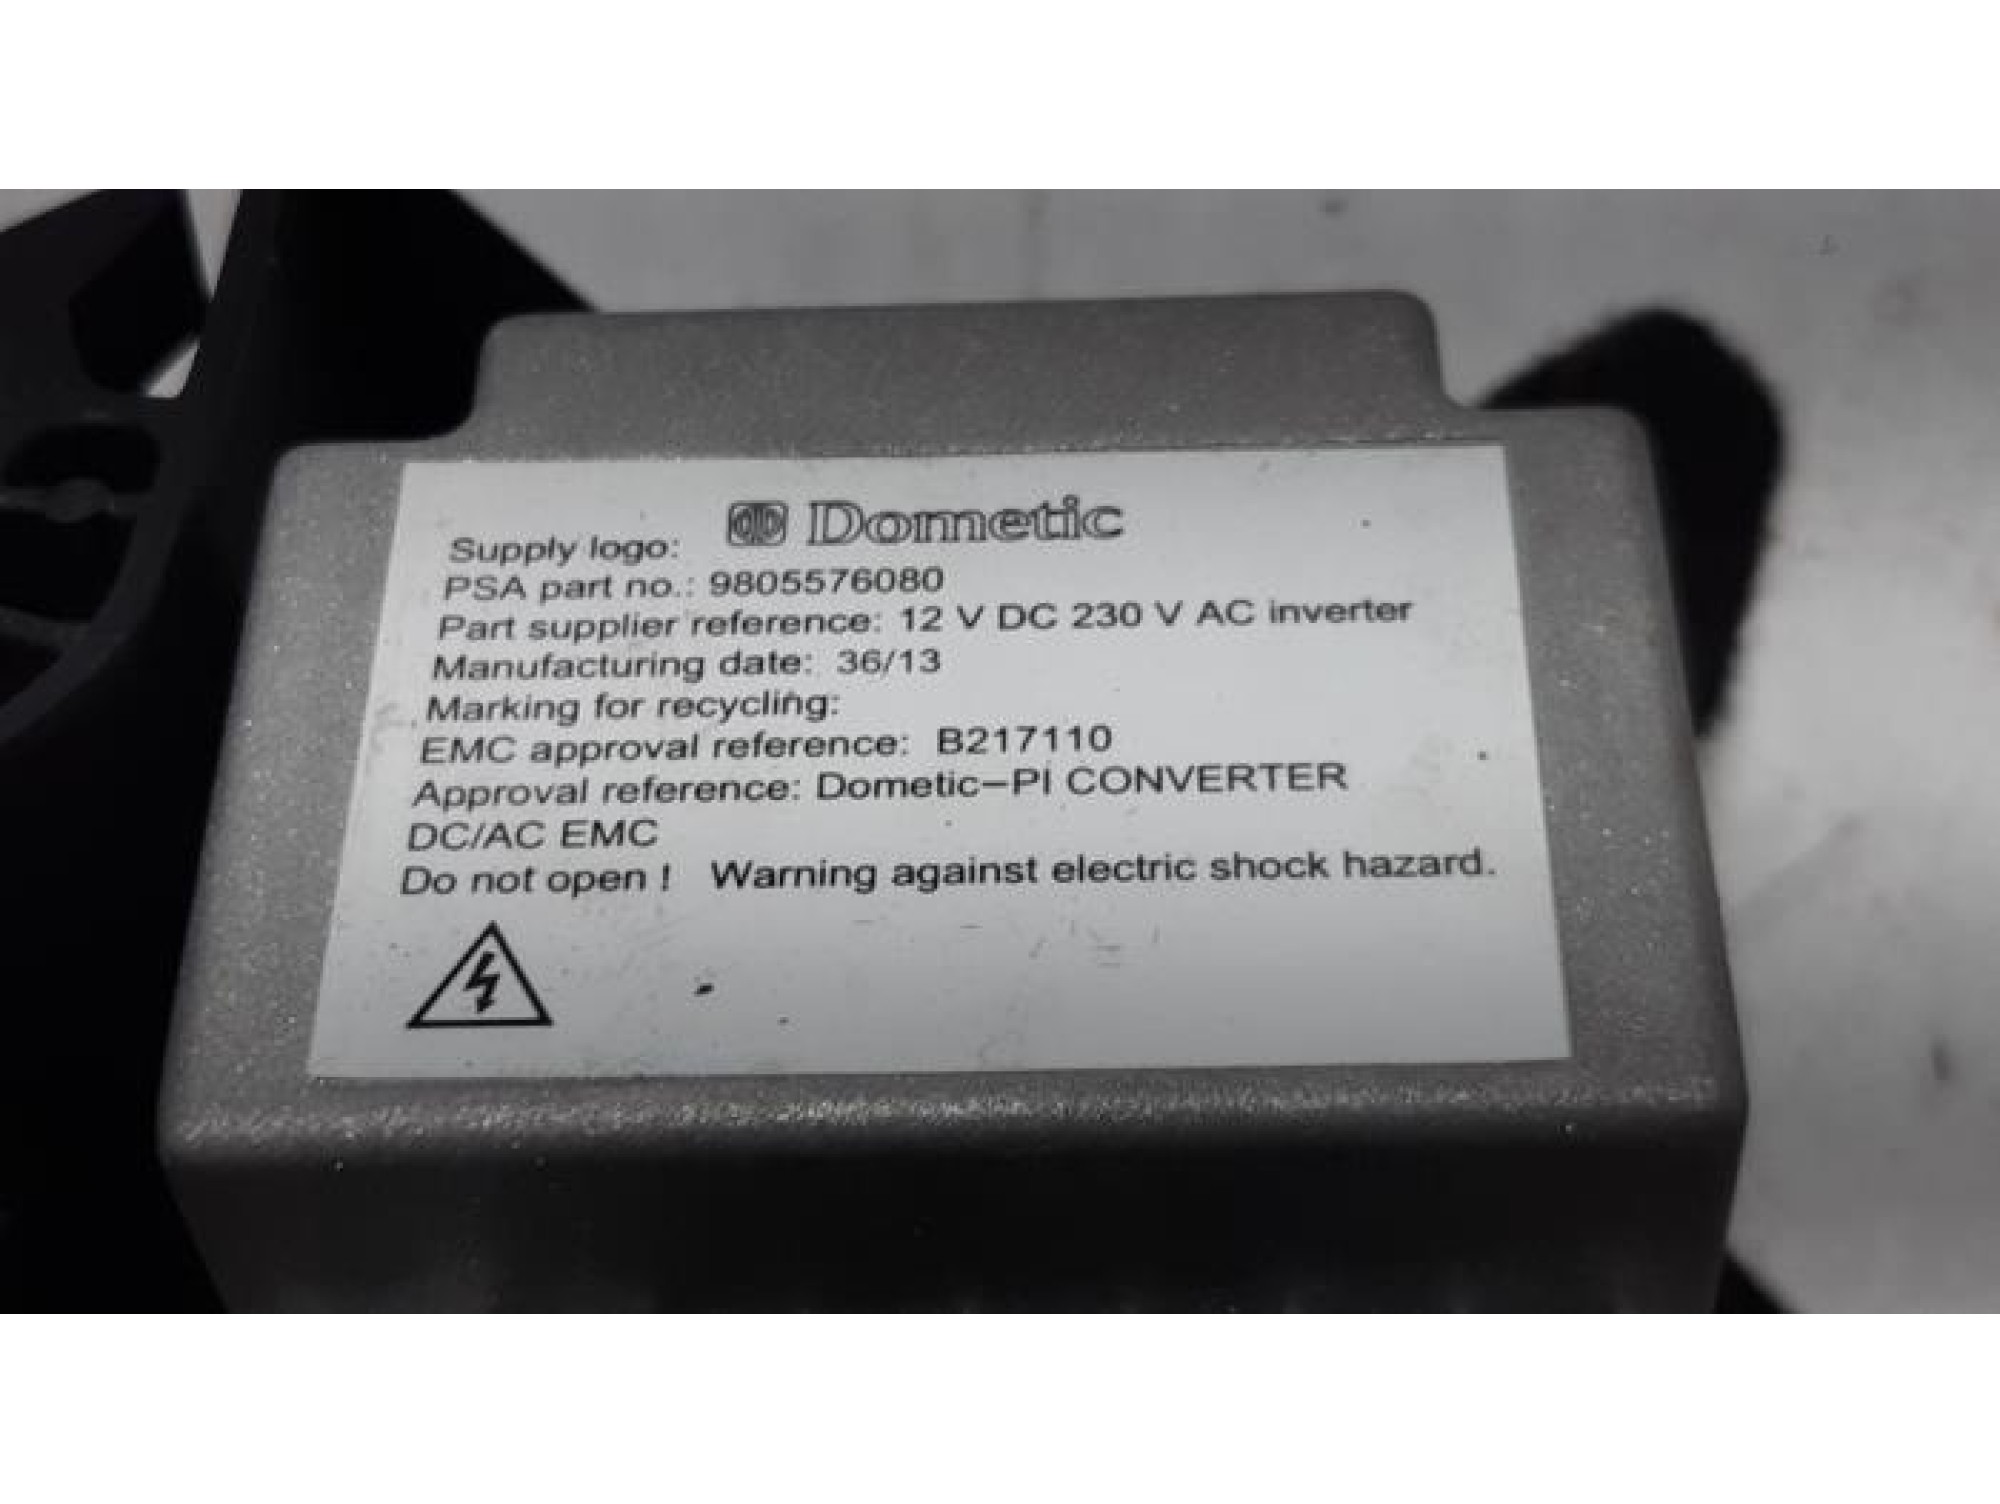 Supply logo: Dometic
PSA part no.: 9805576080
Part supplier reference: 12 V DC 230 V AC inverter
Manufacturing date: 36/13
Marking for recycling:
EMC approval reference: B217110
Approval reference: Dometic–PI CONVERTER
DC/AC EMC
Do not open ! Warning against electric shock hazard.